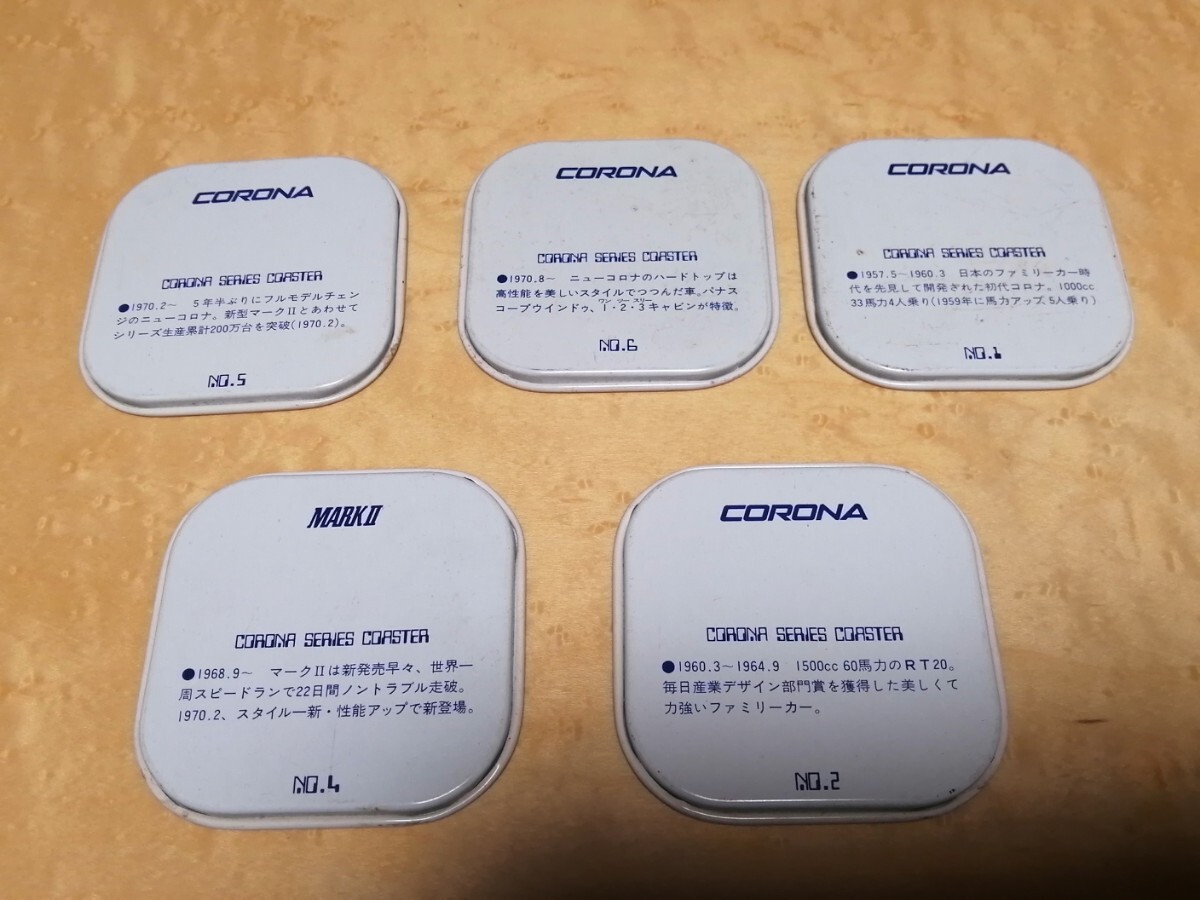 CORONA
CORONA SERIES COASTER
●1970.2~ 5年半ぶりにフルモデルチェン
ジのニューコロナ。新型マークIIとあわせて
シリーズ生産累計200万台を突破(1970.2)。
NO.5
CORONA
CORONA SERIES COASTER
●1970.8~ ニューコロナのハードトップは
高性能を美しいスタイルでつつんだ車。パナス
ワン ツー スリー
コープウインドゥ、1・2・3キャビンが特徴。
NO.6
CORONA
CORONA SERIES COASTER
●1957.5~1960.3 日本のファミリーカー時
代を先見して開発された初代コロナ。1000cc
33馬力4人乗り(1959年に馬力アップ、5人乗り)
NO.1
MARK II
CORONA SERIES COASTER
●1968.9~ マークIIは新発売早々、世界一
周スピードランで22日間ノントラブル走破。
1970.2、スタイル一新・性能アップで新登場。
NO.4
CORONA
CORONA SERIES COASTER
●1960.3~1964.9 1500cc 60馬力のRT20。
毎日産業デザイン部門賞を獲得した美しくて
力強いファミリーカー。
NO.2